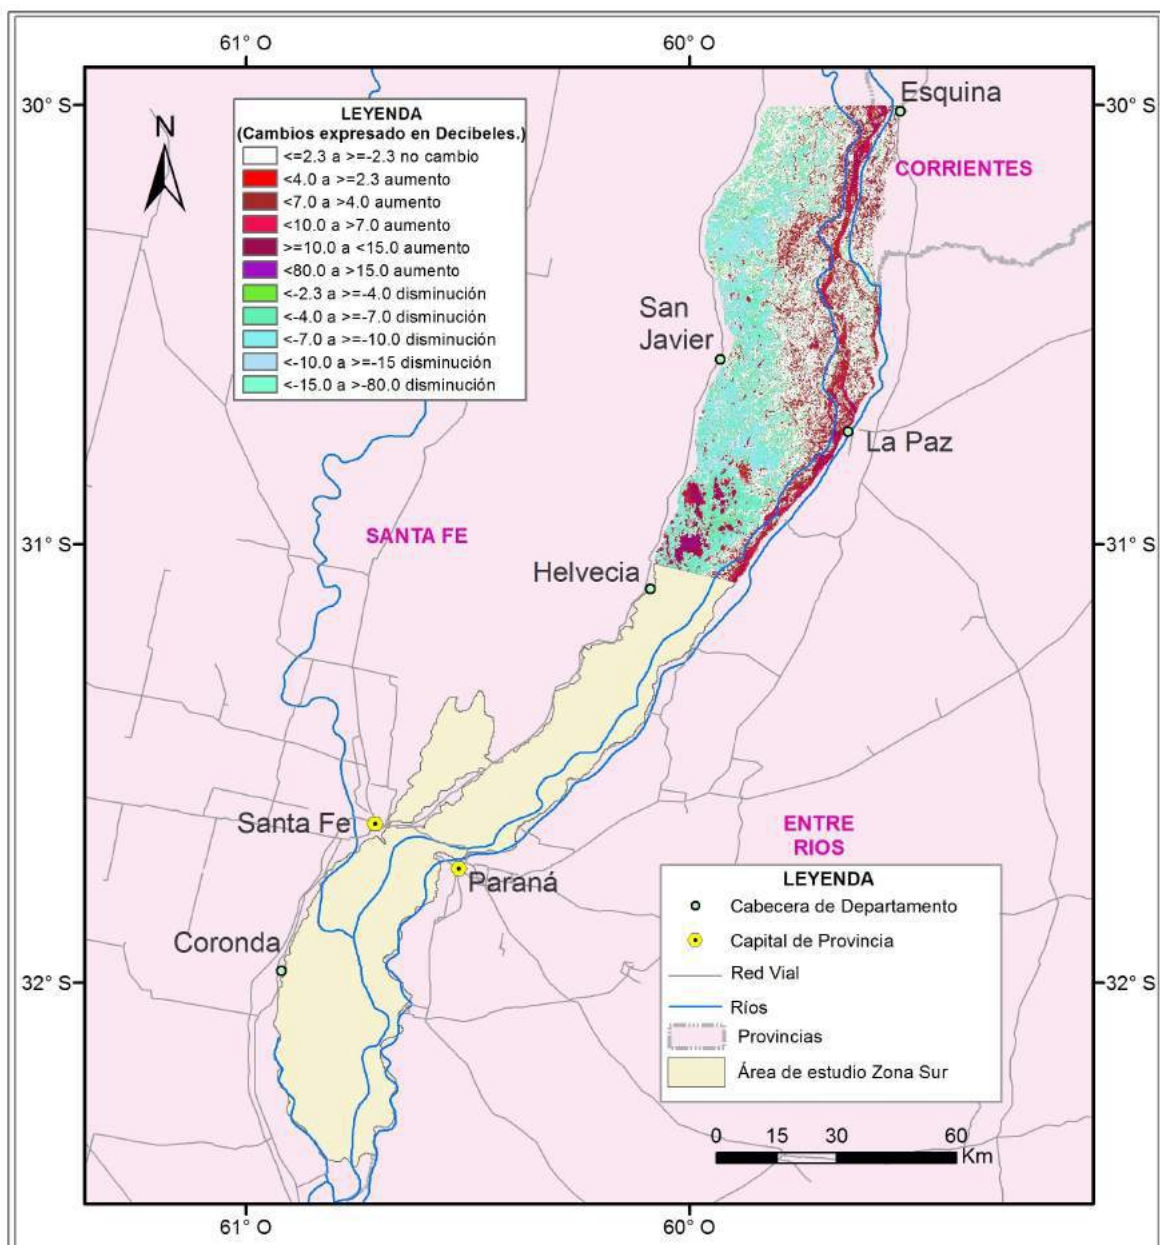 61° O
60° O
30° S
30° S
LEYENDA
(Cambios expresado en Decibeles.)
<=2.3 a >=-2.3 no cambio
<4.0 a >=2.3 aumento
<7.0 a >4.0 aumento
<10.0 a >7.0 aumento
>=10.0 a <15.0 aumento
<80.0 a >15.0 aumento
<-2.3 a >=-4.0 disminución
<-4.0 a >=-7.0 disminución
<-7.0 a >=-10.0 disminución
<-10.0 a >=-15 disminución
<-15.0 a >-80.0 disminución
N
Esquina
CORRIENTES
San
Javier
La Paz
SANTA FE
31° S
31° S
Helvecia
Santa Fe
Paraná
ENTRE
RIOS
Coronda
32° S
32° S
LEYENDA
Cabecera de Departamento
Capital de Provincia
Red Vial
Ríos
Provincias
Área de estudio Zona Sur
0 15 30 60
Km
61° O
60° O